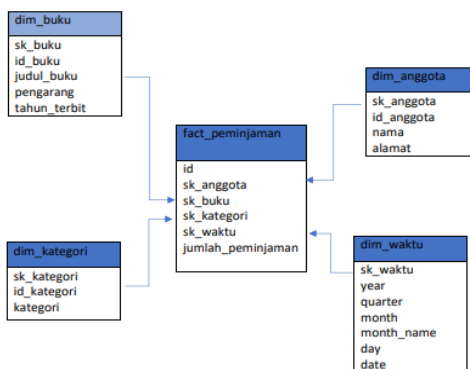 dim_buku
sk_buku
id_buku
judul_buku
pengarang
tahun_terbit
dim_anggota
sk_anggota
id_anggota
nama
alamat
fact_peminjaman
id
sk_anggota
sk_buku
sk_kategori
sk_waktu
jumlah_peminjaman
dim_kategori
sk_kategori
id_kategori
kategori
dim_waktu
sk_waktu
year
quarter
month
month_name
day
date